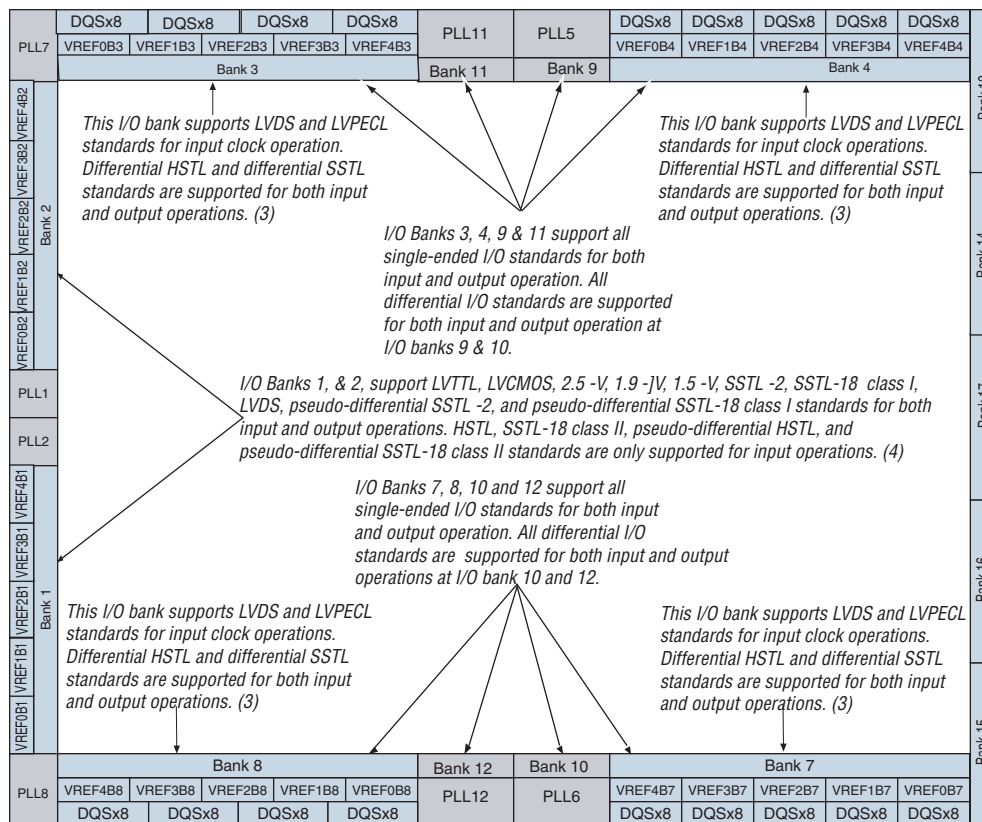 DQSx8 DQSx8 DQSx8 DQSx8
PLL11 PLL5
DQSx8 DQSx8 DQSx8 DQSx8 DQSx8
PLL7
VREF0B3 VREF1B3 VREF2B3 VREF3B3 VREF4B3
VREF0B4 VREF1B4 VREF2B4 VREF3B4 VREF4B4
Bank 3
Bank 11 Bank 9
Bank 4
VREF4B2
VREF3B2
VREF2B2
VREF1B2
VREF0B2
Bank 2
This I/O bank supports LVDS and LVPECL
standards for input clock operation.
Differential HSTL and differential SSTL
standards are supported for both input
and output operations. (3)
This I/O bank supports LVDS and LVPECL
standards for input clock operations.
Differential HSTL and differential SSTL
standards are supported for both input
and output operations. (3)
I/O Banks 3, 4, 9 & 11 support all
single-ended I/O standards for both
input and output operation. All
differential I/O standards are supported
for both input and output operation at
I/O banks 9 & 10.
Bank 14
Bank 17
PLL1
PLL2
I/O Banks 1, & 2, support LVTTL, LVCMOS, 2.5 -V, 1.9 -]V, 1.5 -V, SSTL -2, SSTL-18 class I,
LVDS, pseudo-differential SSTL -2, and pseudo-differential SSTL-18 class I standards for both
input and output operations. HSTL, SSTL-18 class II, pseudo-differential HSTL, and
pseudo-differential SSTL-18 class II standards are only supported for input operations. (4)
VREF4B1
VREF3B1
VREF2B1
VREF1B1
VREF0B1
Bank 1
I/O Banks 7, 8, 10 and 12 support all
single-ended I/O standards for both input
and output operation. All differential I/O
standards are supported for both input and output
operations at I/O bank 10 and 12.
Bank 16
This I/O bank supports LVDS and LVPECL
standards for input clock operations.
Differential HSTL and differential SSTL
standards are supported for both input
and output operations. (3)
This I/O bank supports LVDS and LVPECL
standards for input clock operations.
Differential HSTL and differential SSTL
standards are supported for both input
and output operations. (3)
Bank 15
Bank 8
Bank 12 Bank 10
Bank 7
PLL8
VREF4B8 VREF3B8 VREF2B8 VREF1B8 VREF0B8
PLL12 PLL6
VREF4B7 VREF3B7 VREF2B7 VREF1B7 VREF0B7
DQSx8 DQSx8 DQSx8 DQSx8
DQSx8 DQSx8 DQSx8 DQSx8 DQSx8